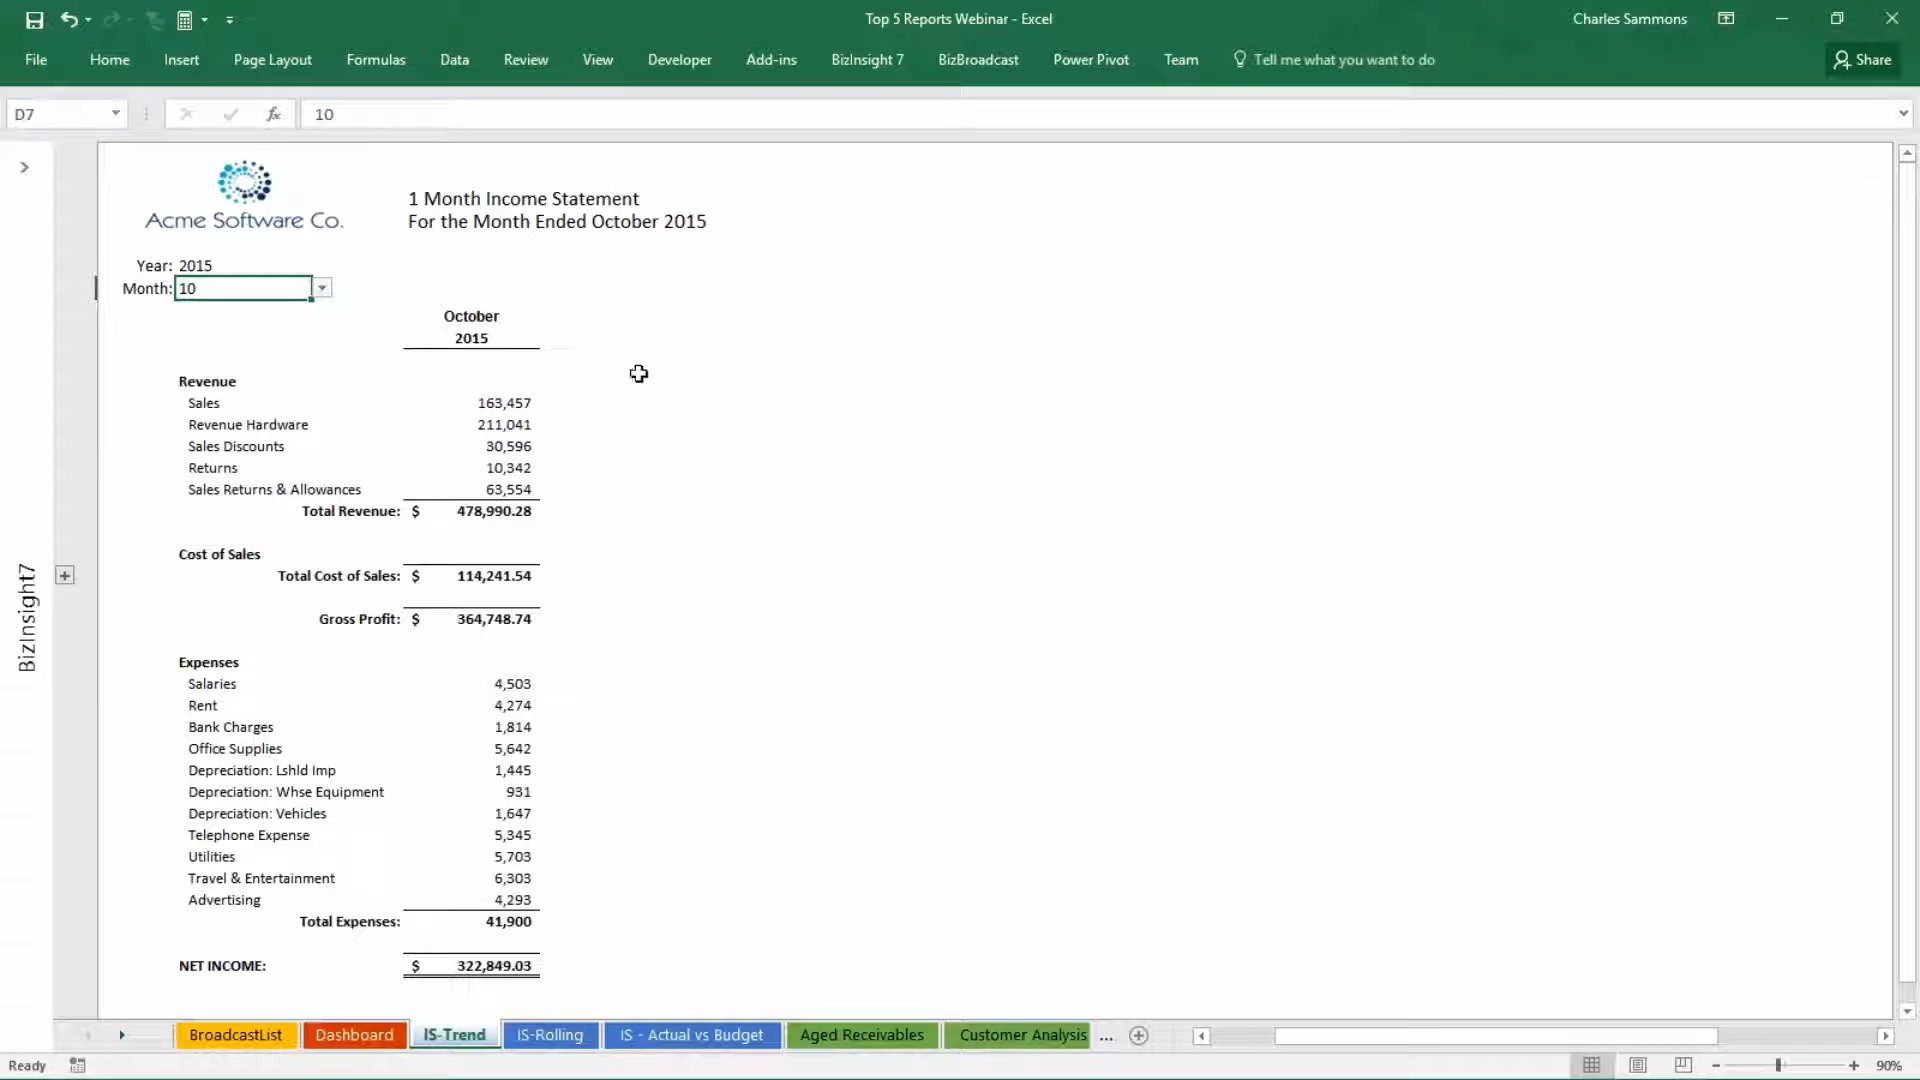 Top 5 Reports Webinar - Excel
Charles Sammons
File Home Insert Page Layout Formulas Data Review View Developer Add-ins BizInsight 7 BizBroadcast Power Pivot Team Tell me what you want to do Share
D7 fx 10
Acme Software Co.
1 Month Income Statement
For the Month Ended October 2015
Year: 2015
Month: 10
October
2015
Revenue
Sales 163,457
Revenue Hardware 211,041
Sales Discounts 30,596
Returns 10,342
Sales Returns & Allowances 63,554
Total Revenue: $ 478,990.28
Cost of Sales
Total Cost of Sales: $ 114,241.54
Gross Profit: $ 364,748.74
Expenses
Salaries 4,503
Rent 4,274
Bank Charges 1,814
Office Supplies 5,642
Depreciation: Lshld Imp 1,445
Depreciation: Whse Equipment 931
Depreciation: Vehicles 1,647
Telephone Expense 5,345
Utilities 5,703
Travel & Entertainment 6,303
Advertising 4,293
Total Expenses: 41,900
NET INCOME: $ 322,849.03
BizInsight7
BroadcastList Dashboard IS-Trend IS-Rolling IS - Actual vs Budget Aged Receivables Customer Analysis ...
Ready 90%